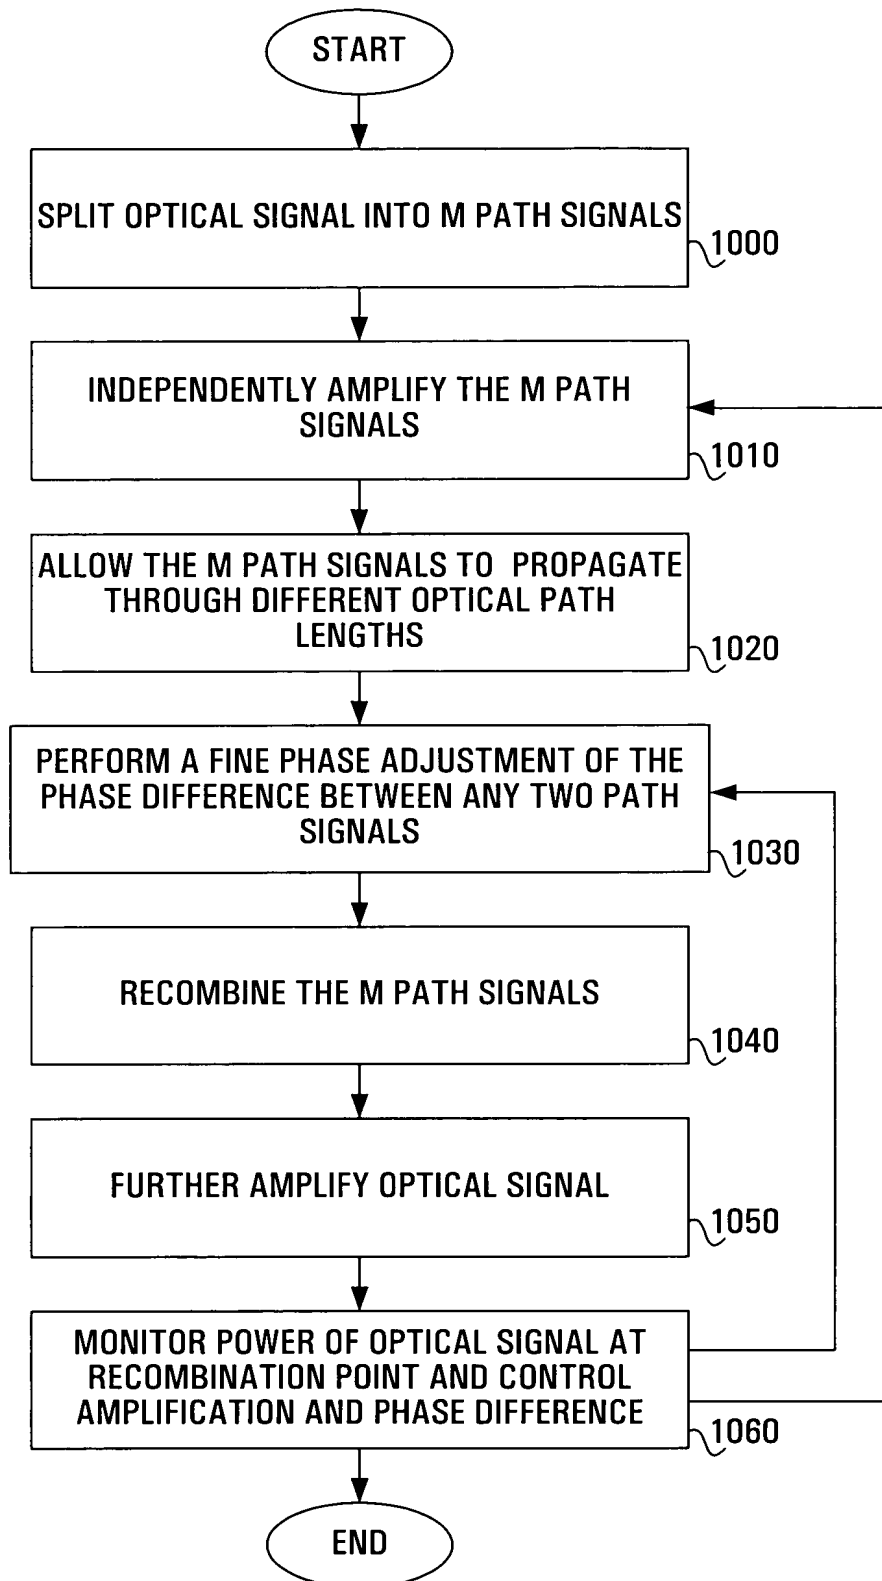 START
SPLIT OPTICAL SIGNAL INTO M PATH SIGNALS
1000
INDEPENDENTLY AMPLIFY THE M PATH
SIGNALS
1010
ALLOW THE M PATH SIGNALS TO PROPAGATE
THROUGH DIFFERENT OPTICAL PATH
LENGTHS
1020
PERFORM A FINE PHASE ADJUSTMENT OF THE
PHASE DIFFERENCE BETWEEN ANY TWO PATH
SIGNALS
1030
RECOMBINE THE M PATH SIGNALS
1040
FURTHER AMPLIFY OPTICAL SIGNAL
1050
MONITOR POWER OF OPTICAL SIGNAL AT
RECOMBINATION POINT AND CONTROL
AMPLIFICATION AND PHASE DIFFERENCE
1060
END